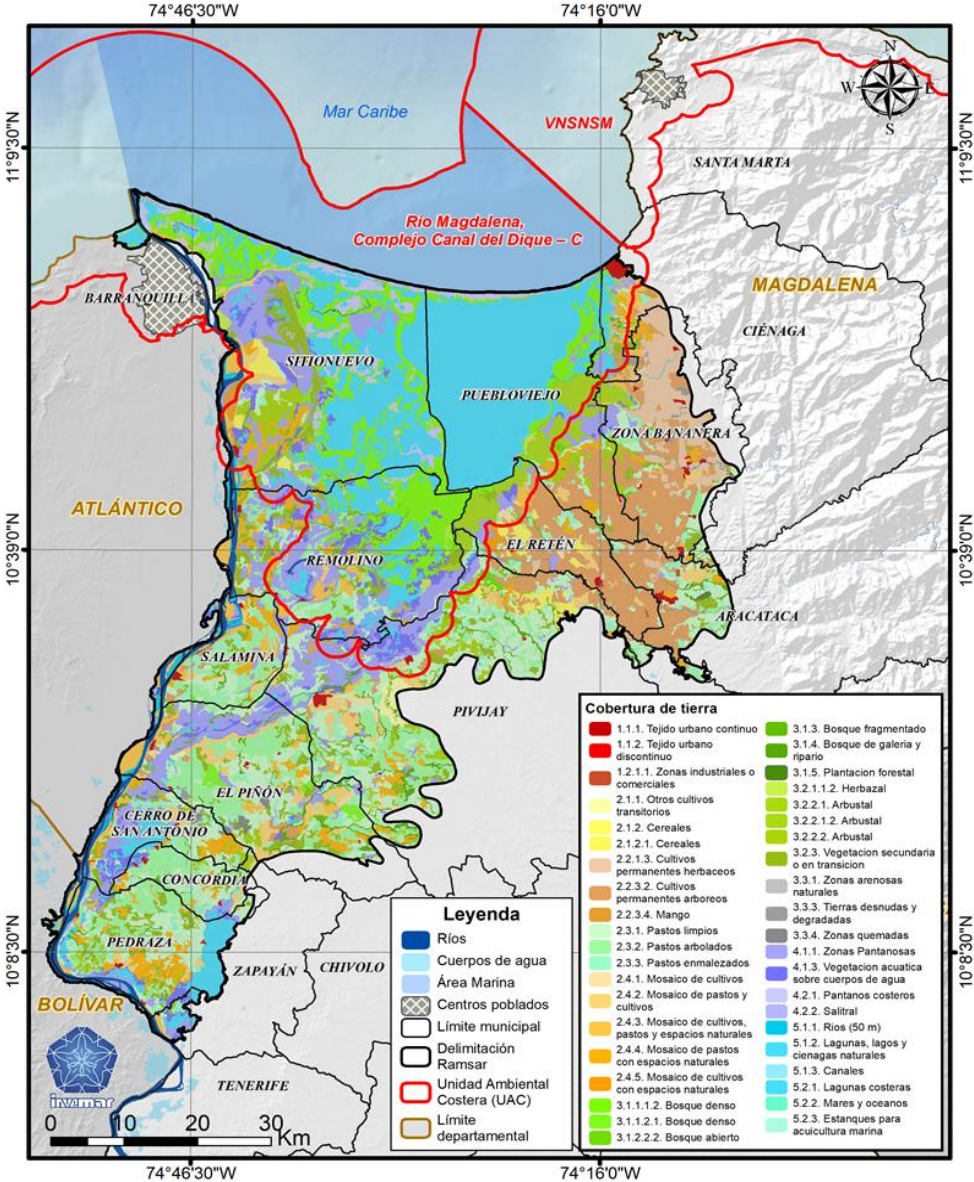 74°46'30"W
74°16'0"W
11°9'30"N
11°9'30"N
10°39'0"N
10°39'0"N
10°8'30"N
10°8'30"N
N
W
E
S
Mar Caribe
VNSNSM
SANTA MARTA
Río Magdalena,
Complejo Canal del Dique – C
MAGDALENA
BARRANQUILLA
CIÉNAGA
SITIONUEVO
PUEBLOVIEJO
ZONA BANANERA
ATLÁNTICO
EL RETÉN
REMOLINO
ARACATACA
SALAMINA
PIVIJAY
EL PIÑÓN
CERRO DE
SAN ANTONIO
CONCORDIA
PEDRAZA
ZAPAYÁN
CHIVOLO
BOLÍVAR
TENERIFE
invemar
0 10 20 30
Km
Leyenda
Ríos
Cuerpos de agua
Área Marina
Centros poblados
Límite municipal
Delimitación
Ramsar
Unidad Ambiental
Costera (UAC)
Límite
departamental
Cobertura de tierra
1.1.1. Tejido urbano continuo
1.1.2. Tejido urbano
discontinuo
1.2.1.1. Zonas industriales o
comerciales
2.1.1. Otros cultivos
transitorios
2.1.2. Cereales
2.1.2.1. Cereales
2.2.1.3. Cultivos
permanentes herbaceos
2.2.3.2. Cultivos
permanentes arboreos
2.2.3.4. Mango
2.3.1. Pastos limpios
2.3.2. Pastos arbolados
2.3.3. Pastos enmalezados
2.4.1. Mosaico de cultivos
2.4.2. Mosaico de pastos y
cultivos
2.4.3. Mosaico de cultivos,
pastos y espacios naturales
2.4.4. Mosaico de pastos
con espacios naturales
2.4.5. Mosaico de cultivos
con espacios naturales
3.1.1.1.2. Bosque denso
3.1.1.2.1. Bosque denso
3.1.2.2.2. Bosque abierto
3.1.3. Bosque fragmentado
3.1.4. Bosque de galeria y
ripario
3.1.5. Plantacion forestal
3.2.1.1.1.2. Herbazal
3.2.2.1. Arbustal
3.2.2.1.2. Arbustal
3.2.2.2. Arbustal
3.2.3. Vegetacion secundaria
o en transicion
3.3.1. Zonas arenosas
naturales
3.3.3. Tierras desnudas y
degradadas
3.3.4. Zonas quemadas
4.1.1. Zonas Pantanosas
4.1.3. Vegetacion acuatica
sobre cuerpos de agua
4.2.1. Pantanos costeros
4.2.2. Salitral
5.1.1. Rios (50 m)
5.1.2. Lagunas, lagos y
cienagas naturales
5.1.3. Canales
5.2.1. Lagunas costeras
5.2.2. Mares y oceanos
5.2.3. Estanques para
acuicultura marina
74°46'30"W
74°16'0"W